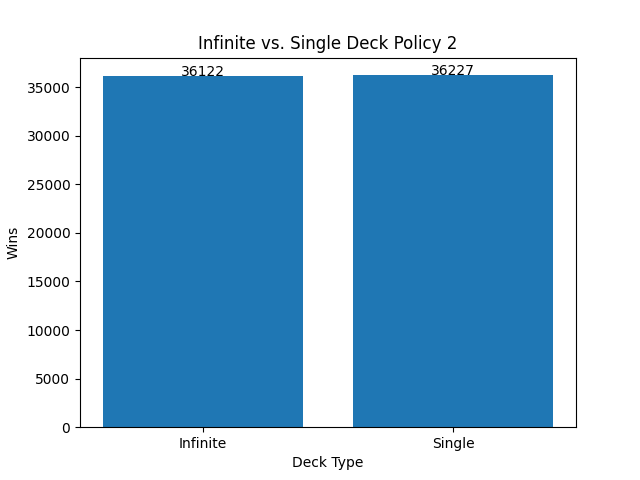 Infinite vs. Single Deck Policy 2
36122
36227
35000
30000
25000
20000
15000
10000
5000
0
Wins
Infinite
Single
Deck Type